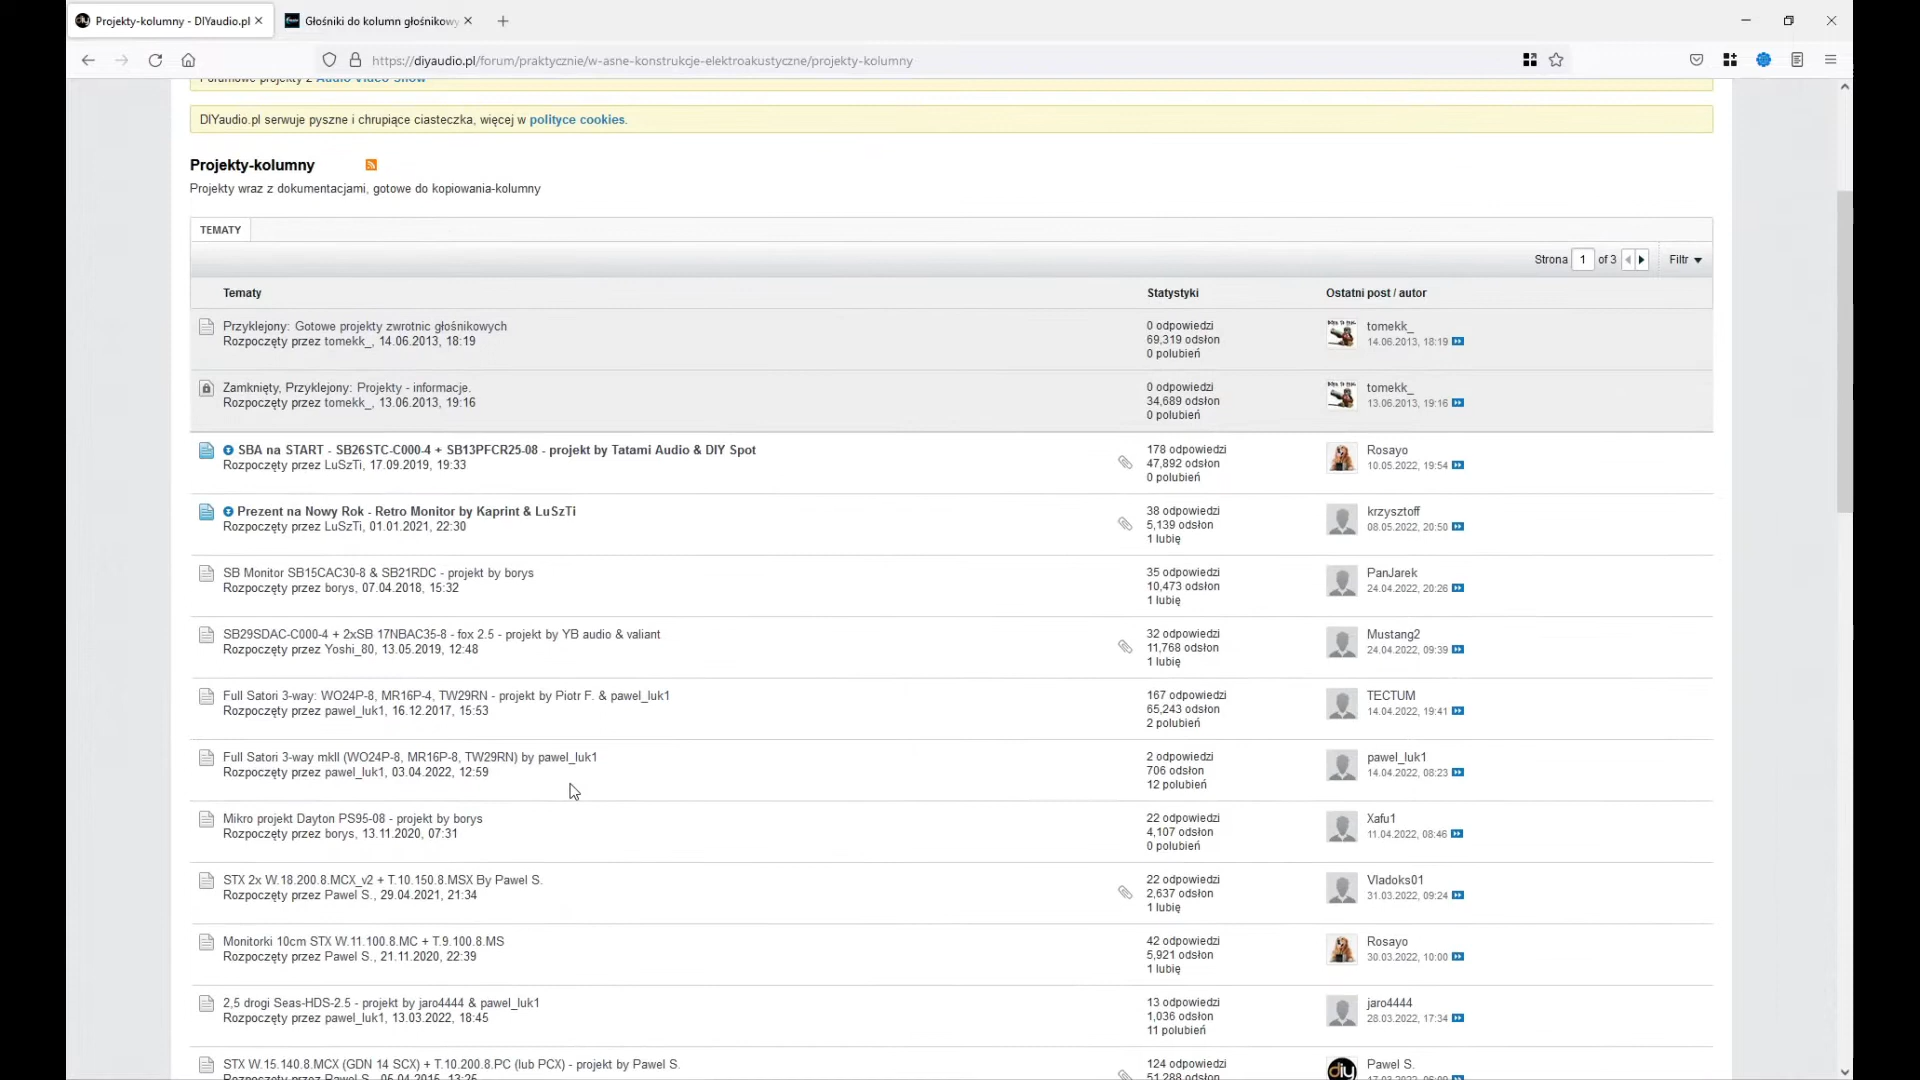 Projekty-kolumny - DIYaudio.pl
Głośniki do kolumn głośnikowy
https://diyaudio.pl/forum/praktycznie/w-asne-konstrukcje-elektroakustyczne/projekty-kolumny
Forumowe projekty z Audio Video Show
DIYaudio.pl serwuje pyszne i chrupiące ciasteczka, więcej w polityce cookies.
Projekty-kolumny
Projekty wraz z dokumentacjami, gotowe do kopiowania-kolumny
TEMATY
Strona 1 of 3 Filtr
Tematy Statystyki Ostatni post / autor
Przyklejony: Gotowe projekty zwrotnic głośnikowych
Rozpoczęty przez tomekk_, 14.06.2013, 18:19
0 odpowiedzi
69,319 odsłon
0 polubień
tomekk_
14.06.2013, 18:19
Zamknięty, Przyklejony: Projekty - informacje.
Rozpoczęty przez tomekk_, 13.06.2013, 19:16
0 odpowiedzi
34,689 odsłon
0 polubień
tomekk_
13.06.2013, 19:16
SBA na START - SB26STC-C000-4 + SB13PFCR25-08 - projekt by Tatami Audio & DIY Spot
Rozpoczęty przez LuSzTi, 17.09.2019, 19:33
178 odpowiedzi
47,892 odsłon
0 polubień
Rosayo
10.05.2022, 19:54
Prezent na Nowy Rok - Retro Monitor by Kaprint & LuSzTi
Rozpoczęty przez LuSzTi, 01.01.2021, 22:30
38 odpowiedzi
5,139 odsłon
1 lubię
krzysztoff
08.05.2022, 20:50
SB Monitor SB15CAC30-8 & SB21RDC - projekt by borys
Rozpoczęty przez borys, 07.04.2018, 15:32
35 odpowiedzi
10,473 odsłon
1 lubię
PanJarek
24.04.2022, 20:26
SB29SDAC-C000-4 + 2xSB 17NBAC35-8 - fox 2.5 - projekt by YB audio & valiant
Rozpoczęty przez Yoshi_80, 13.05.2019, 12:48
32 odpowiedzi
11,768 odsłon
1 lubię
Mustang2
24.04.2022, 09:39
Full Satori 3-way: WO24P-8, MR16P-4, TW29RN - projekt by Piotr F. & pawel_luk1
Rozpoczęty przez pawel_luk1, 16.12.2017, 15:53
167 odpowiedzi
65,243 odsłon
2 polubień
TECTUM
14.04.2022, 19:41
Full Satori 3-way mkII (WO24P-8, MR16P-8, TW29RN) by pawel_luk1
Rozpoczęty przez pawel_luk1, 03.04.2022, 12:59
2 odpowiedzi
706 odsłon
12 polubień
pawel_luk1
14.04.2022, 08:23
Mikro projekt Dayton PS95-08 - projekt by borys
Rozpoczęty przez borys, 13.11.2020, 07:31
22 odpowiedzi
4,107 odsłon
0 polubień
Xafu1
11.04.2022, 08:46
STX 2x W.18.200.8.MCX_v2 + T.10.150.8.MSX By Pawel S.
Rozpoczęty przez Pawel S., 29.04.2021, 21:34
22 odpowiedzi
2,637 odsłon
1 lubię
Vladoks01
31.03.2022, 09:24
Monitorki 10cm STX W.11.100.8.MC + T.9.100.8.MS
Rozpoczęty przez Pawel S., 21.11.2020, 22:39
42 odpowiedzi
5,921 odsłon
1 lubię
Rosayo
30.03.2022, 10:00
2,5 drogi Seas-HDS-2.5 - projekt by jaro4444 & pawel_luk1
Rozpoczęty przez pawel_luk1, 13.03.2022, 18:45
13 odpowiedzi
1,036 odsłon
11 polubień
jaro4444
28.03.2022, 17:34
STX W.15.140.8.MCX (GDN 14 SCX) + T.10.200.8.PC (lub PCX) - projekt by Pawel S.
Rozpoczęty przez Pawel S., 06.04.2015, 13:26
124 odpowiedzi
51,288 odsłon
Pawel S.